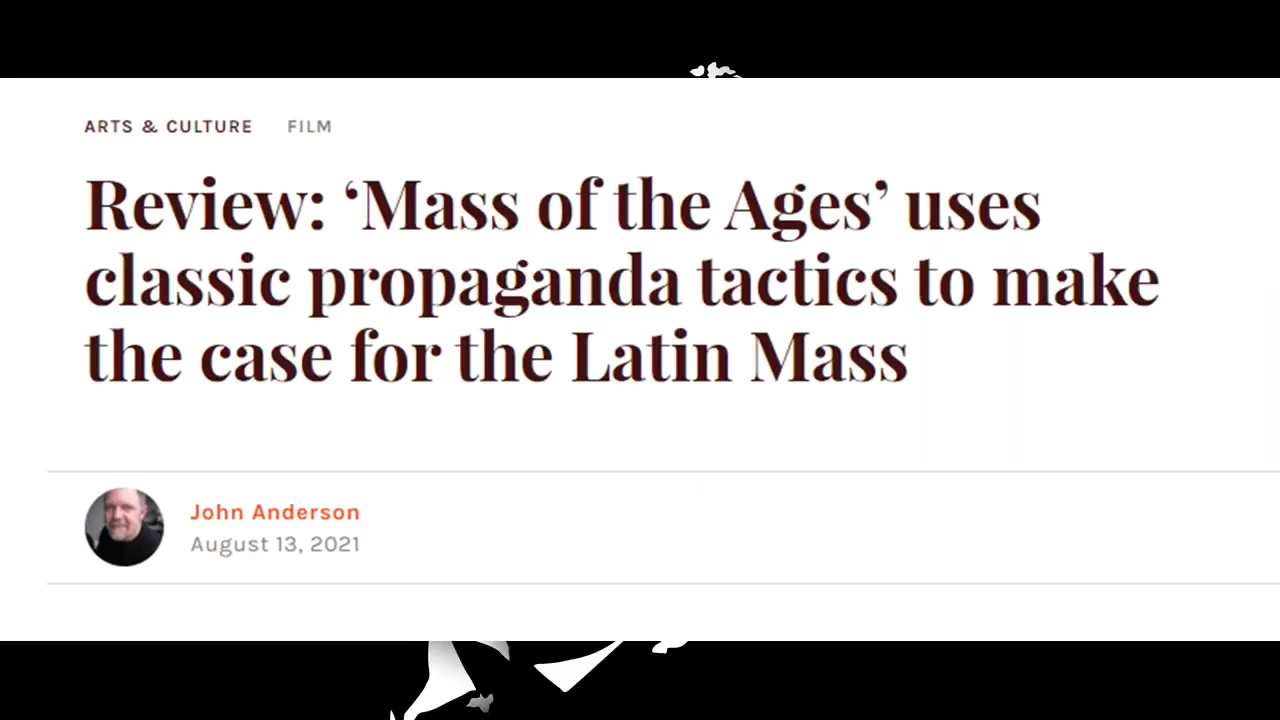 ARTS & CULTURE FILM
Review: ‘Mass of the Ages’ uses
classic propaganda tactics to make
the case for the Latin Mass
John Anderson
August 13, 2021